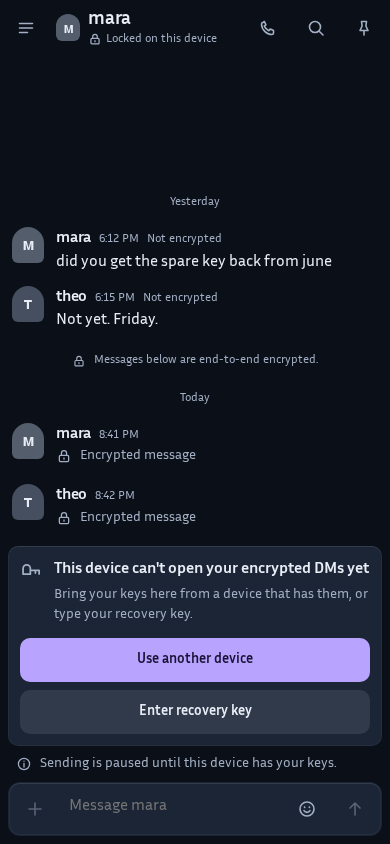 mara
M
Locked on this device
Yesterday
mara 6:12 PM Not encrypted
M
did you get the spare key back from june
theo 6:15 PM Not encrypted
T
Not yet. Friday.
Messages below are end-to-end encrypted.
Today
mara 8:41 PM
M
Encrypted message
theo 8:42 PM
T
Encrypted message
This device can't open your encrypted DMs yet
Bring your keys here from a device that has them, or
type your recovery key.
Use another device
Enter recovery key
Sending is paused until this device has your keys.
Message mara